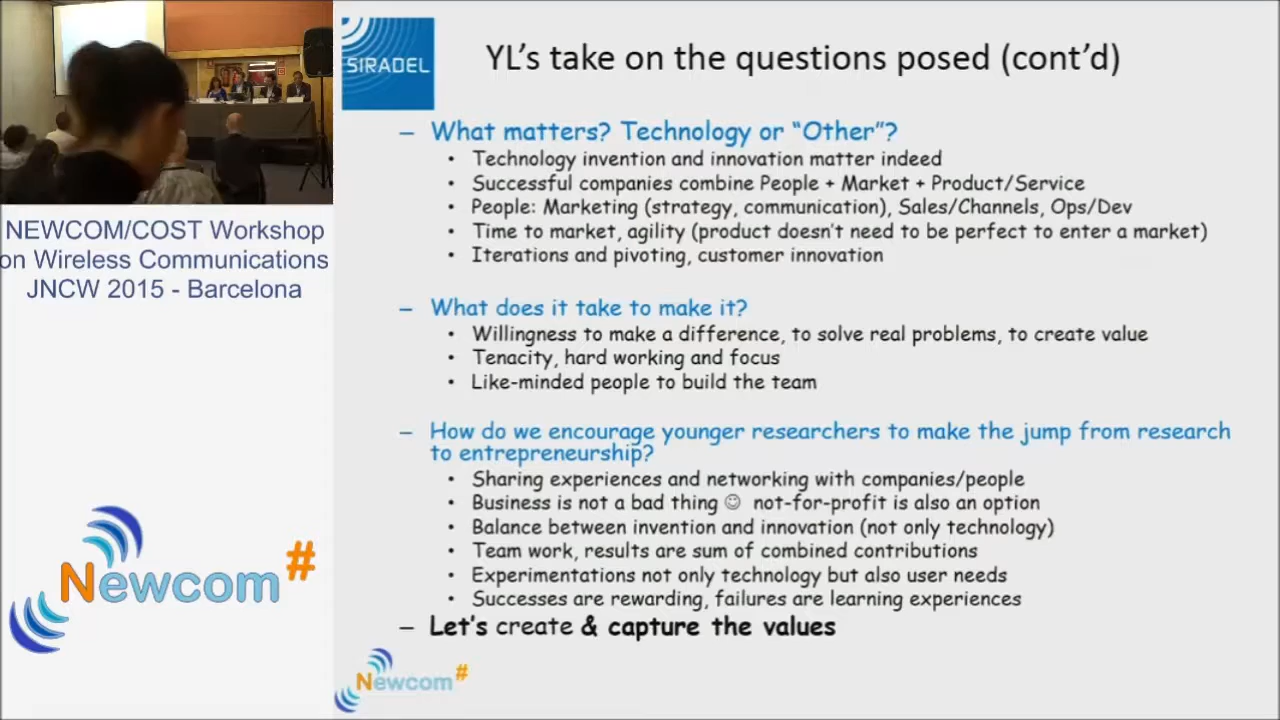 SIRADEL
YL's take on the questions posed (cont'd)
– What matters? Technology or “Other”?
• Technology invention and innovation matter indeed
• Successful companies combine People + Market + Product/Service
• People: Marketing (strategy, communication), Sales/Channels, Ops/Dev
• Time to market, agility (product doesn't need to be perfect to enter a market)
• Iterations and pivoting, customer innovation
– What does it take to make it?
• Willingness to make a difference, to solve real problems, to create value
• Tenacity, hard working and focus
• Like-minded people to build the team
– How do we encourage younger researchers to make the jump from research
to entrepreneurship?
• Sharing experiences and networking with companies/people
• Business is not a bad thing ☺ not-for-profit is also an option
• Balance between invention and innovation (not only technology)
• Team work, results are sum of combined contributions
• Experimentations not only technology but also user needs
• Successes are rewarding, failures are learning experiences
– Let's create & capture the values
Newcom#
NEWCOM/COST Workshop
on Wireless Communications
JNCW 2015 - Barcelona
Newcom#